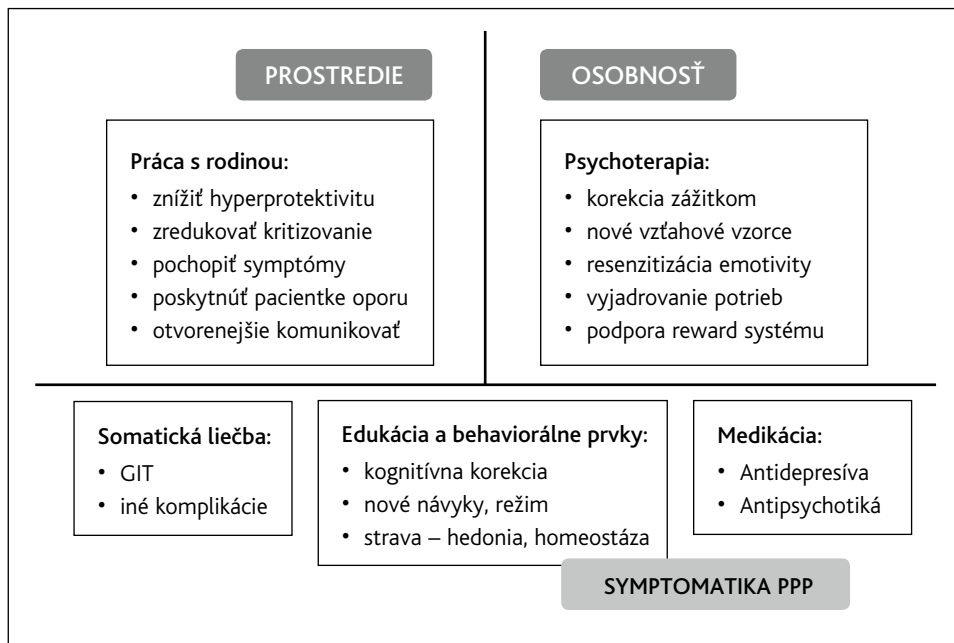 PROSTREDIE
Práca s rodinou:
• znížiť hyperprotektivitu
• zredukovať kritizovanie
• pochopiť symptómy
• poskytnúť pacientke oporu
• otvorenejšie komunikovať
OSOBNOSŤ
Psychoterapia:
• korekcia zážitkom
• nové vzťahové vzorce
• resenzitizácia emotivity
• vyjadrovanie potrieb
• podpora reward systému
Somatická liečba:
• GIT
• iné komplikácie
Edukácia a behaviorálne prvky:
• kognitívna korekcia
• nové návyky, režim
• strava – hedonia, homeostáza
Medikácia:
• Antidepresíva
• Antipsychotiká
SYMPTOMATIKA PPP